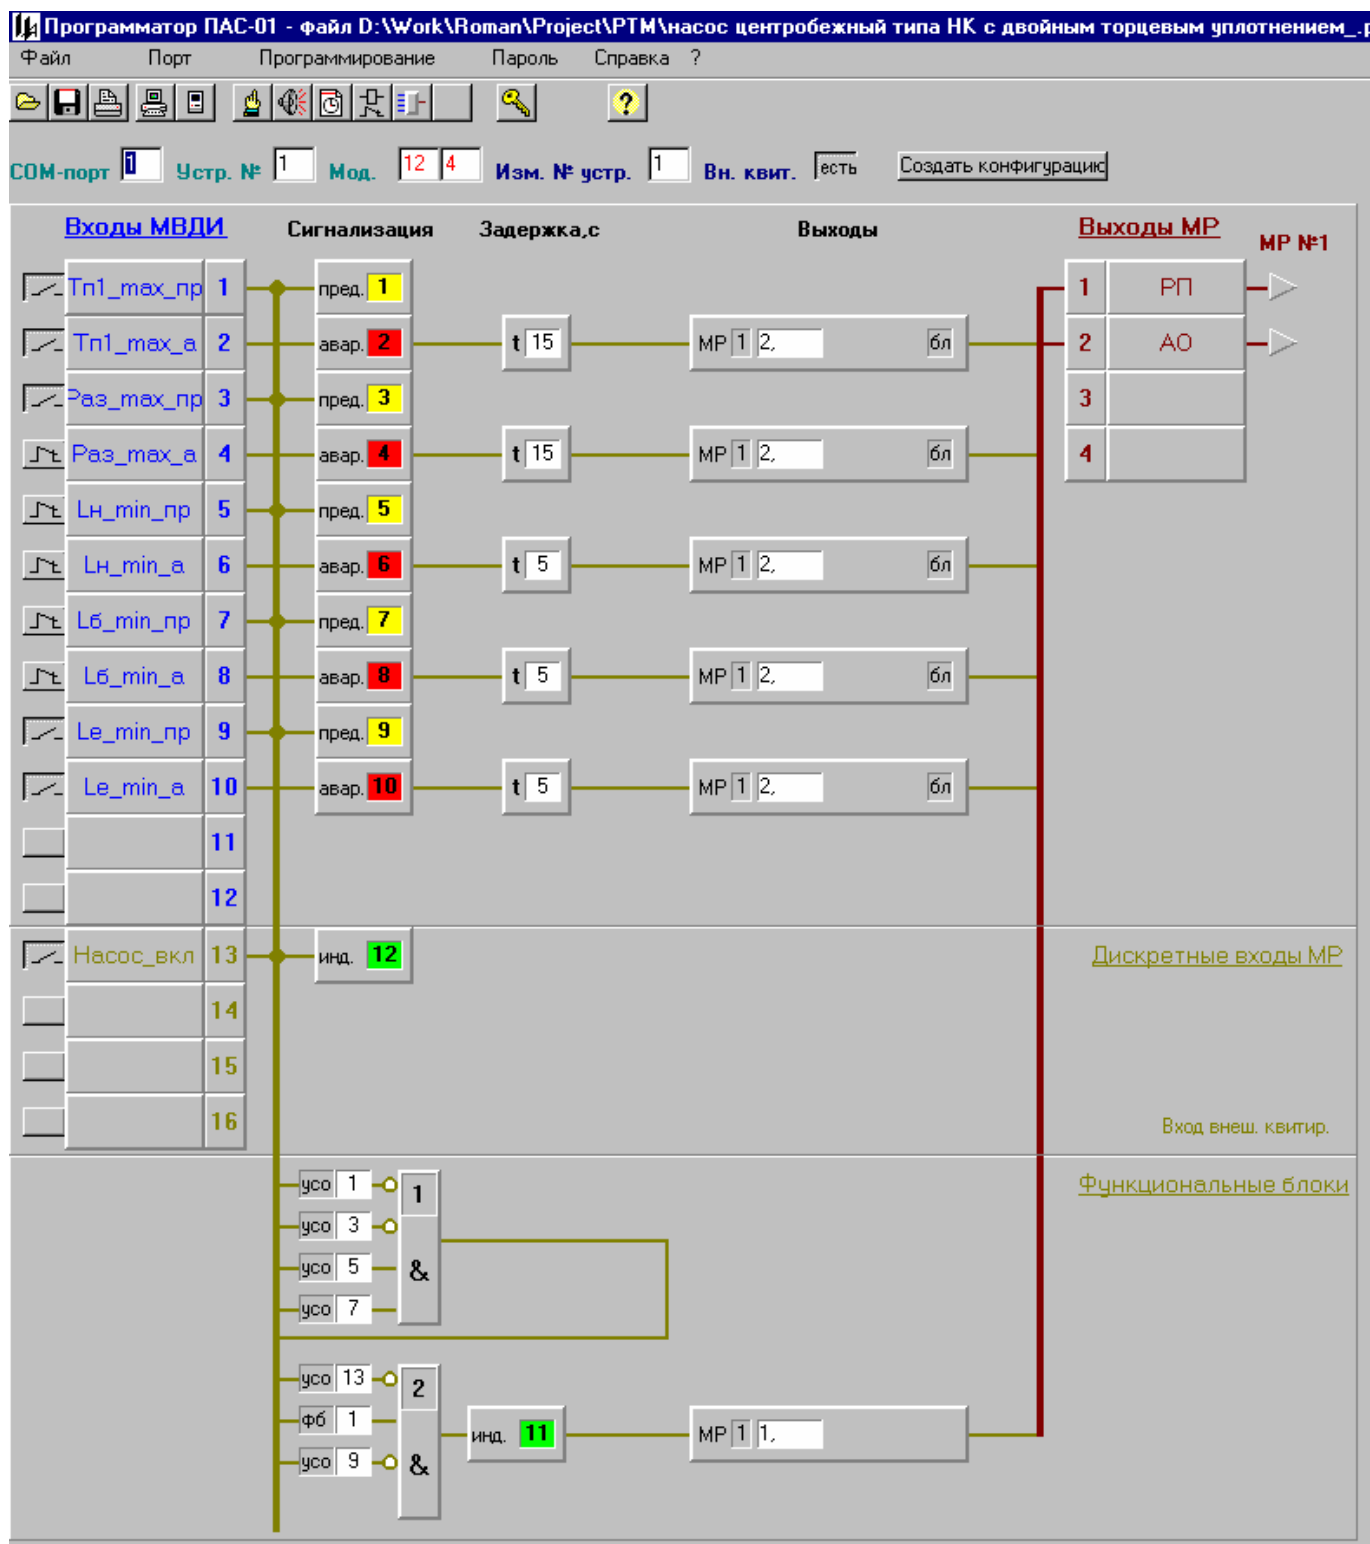 Программатор ПАС-01 - файл D:\Work\Roman\Project\РТМ\насос центробежный типа НК с двойным торцевым уплотнением_.p
Файл Порт Программирование Пароль Справка ?
?
COM-порт 1 Устр. № 1 Мод. 12 4 Изм. № устр. 1 Вн. квит. есть Создать конфигурацию
Входы МВДИ Сигнализация Задержка,с Выходы Выходы МР МР №1
Тп1_max_пр 1 пред. 1 1 РП
Тп1_max_а 2 авар. 2 t 15 МР 1 2, бл 2 АО
Раз_max_пр 3 пред. 3 3
Раз_max_а 4 авар. 4 t 15 МР 1 2, бл 4
Lн_min_пр 5 пред. 5
Lн_min_а 6 авар. 6 t 5 МР 1 2, бл
Lб_min_пр 7 пред. 7
Lб_min_а 8 авар. 8 t 5 МР 1 2, бл
Le_min_пр 9 пред. 9
Le_min_а 10 авар. 10 t 5 МР 1 2, бл
11
12
Насос_вкл 13 инд. 12 Дискретные входы МР
14
15
16 Вход внеш. квитир.
усо 1 1 Функциональные блоки
усо 3
усо 5 &
усо 7
усо 13 2
фб 1 инд. 11 МР 1 1,
усо 9 &